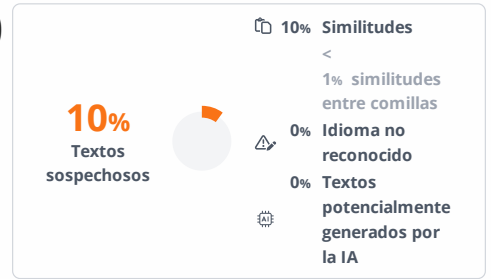 10%
Textos
sospechosos
10% Similitudes
<
1% similitudes
entre comillas
0% Idioma no
reconocido
0% Textos
potencialmente
generados por
la IA
AI